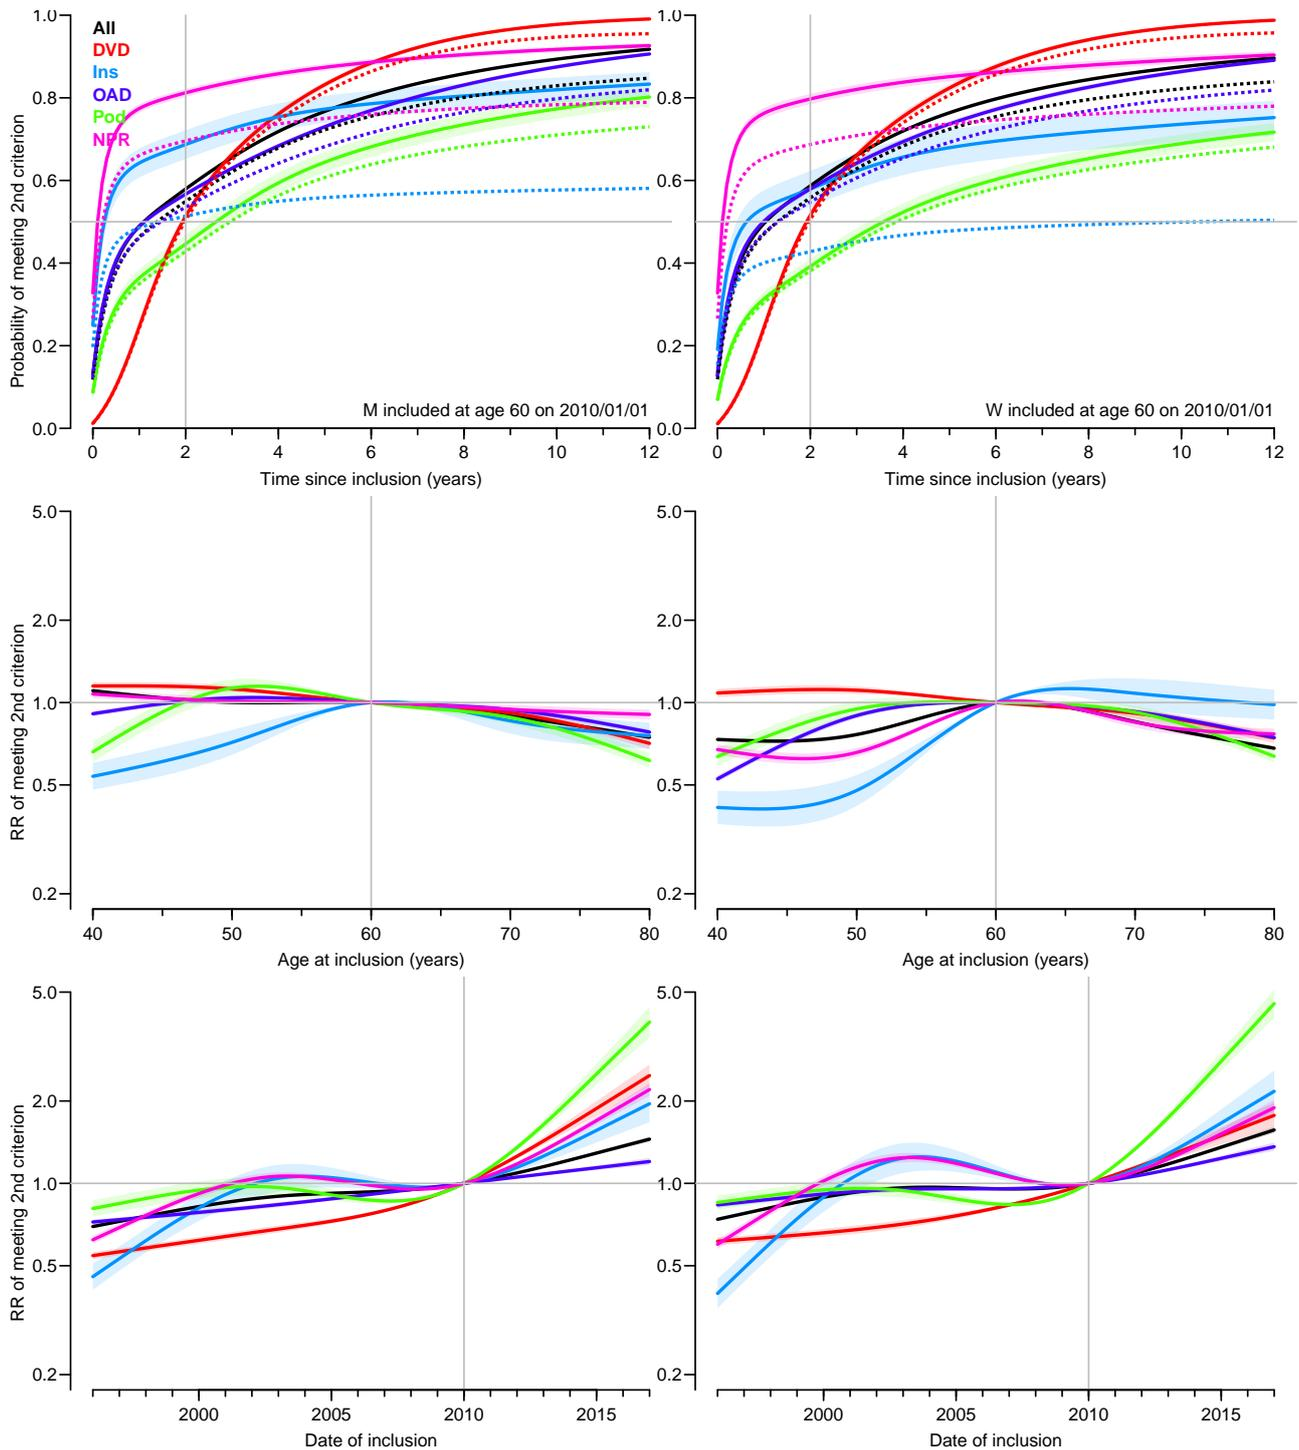 1.0
0.8
0.6
0.4
0.2
0.0
Probability of meeting 2nd criterion
All
DVD
Ins
OAD
Pod
NPR
M included at age 60 on 2010/01/01
0 2 4 6 8 10 12
Time since inclusion (years)
1.0
0.8
0.6
0.4
0.2
0.0
W included at age 60 on 2010/01/01
0 2 4 6 8 10 12
Time since inclusion (years)
5.0
2.0
1.0
0.5
0.2
RR of meeting 2nd criterion
40 50 60 70 80
Age at inclusion (years)
5.0
2.0
1.0
0.5
0.2
40 50 60 70 80
Age at inclusion (years)
5.0
2.0
1.0
0.5
0.2
RR of meeting 2nd criterion
2000 2005 2010 2015
Date of inclusion
5.0
2.0
1.0
0.5
0.2
2000 2005 2010 2015
Date of inclusion